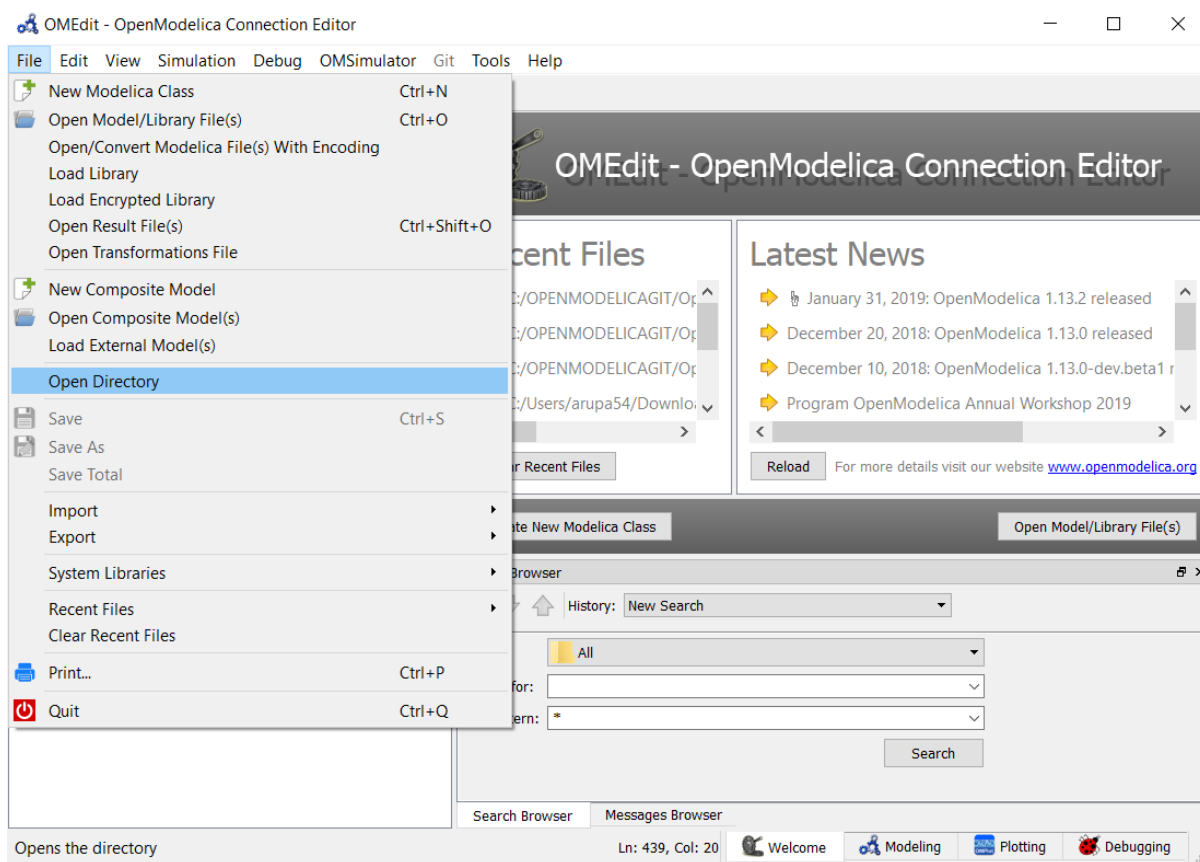 OMEdit - OpenModelica Connection Editor
File Edit View Simulation Debug OMSimulator Git Tools Help
New Modelica Class Ctrl+N
Open Model/Library File(s) Ctrl+O
Open/Convert Modelica File(s) With Encoding
Load Library
Load Encrypted Library
Open Result File(s) Ctrl+Shift+O
Open Transformations File
New Composite Model
Open Composite Model(s)
Load External Model(s)
Open Directory
Save Ctrl+S
Save As
Save Total
Import
Export
System Libraries
Recent Files
Clear Recent Files
Print... Ctrl+P
Quit Ctrl+Q
OMEdit - OpenModelica Connection Editor
cent Files
:/OPENMODELICAGIT/Op
:/OPENMODELICAGIT/Op
:/OPENMODELICAGIT/Op
:/Users/arupa54/Downlo
r Recent Files
Latest News
January 31, 2019: OpenModelica 1.13.2 released
December 20, 2018: OpenModelica 1.13.0 released
December 10, 2018: OpenModelica 1.13.0-dev.beta1 r
Program OpenModelica Annual Workshop 2019
Reload For more details visit our website www.openmodelica.org
te New Modelica Class Open Model/Library File(s)
Browser
History: New Search
All
for:
ern: *
Search
Search Browser Messages Browser
Opens the directory Ln: 439, Col: 20 Welcome Modeling Plotting Debugging